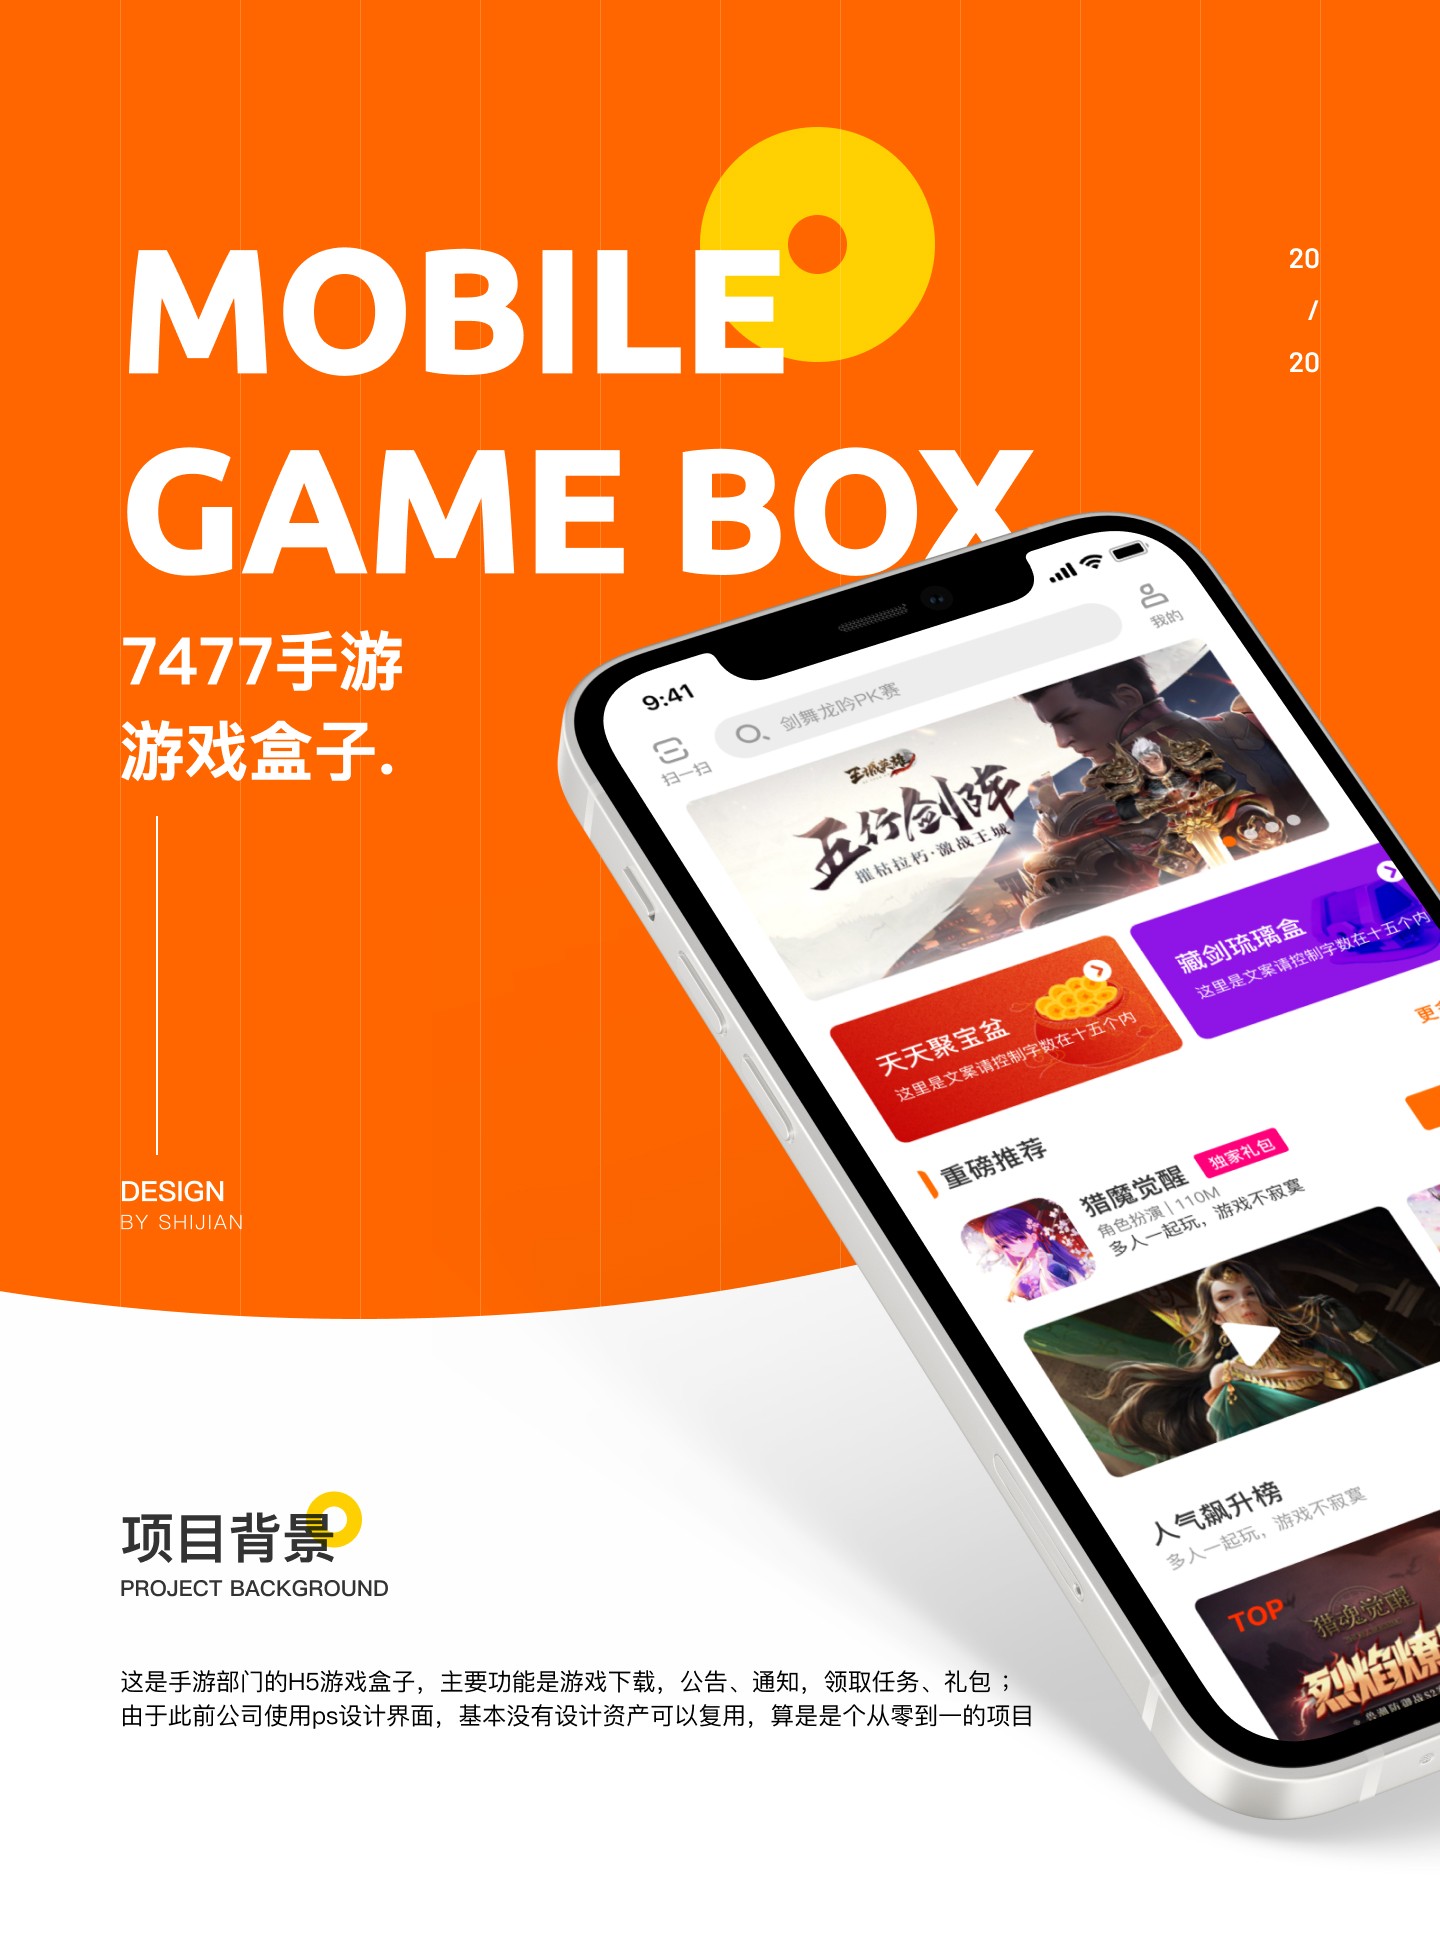 MOBILE
20
/
20
GAME BOX
7477手游
游戏盒子.
9:41
我的
剑舞龙吟PK赛
扫一扫
王城英雄
五行剑阵
摧枯拉朽·激战王城
藏剑琉璃盒
这里是文案请控制字数在十五个内
天天聚宝盆
这里是文案请控制字数在十五个内
重磅推荐
猎魔觉醒
独家礼包
角色扮演 | 110M
多人一起玩，游戏不寂寞
人气飙升榜
多人一起玩，游戏不寂寞
TOP
猎魂觉醒
DESIGN
BY SHIJIAN
项目背景
PROJECT BACKGROUND
这是手游部门的H5游戏盒子，主要功能是游戏下载，公告、通知，领取任务、礼包；
由于此前公司使用ps设计界面，基本没有设计资产可以复用，算是是个从零到一的项目